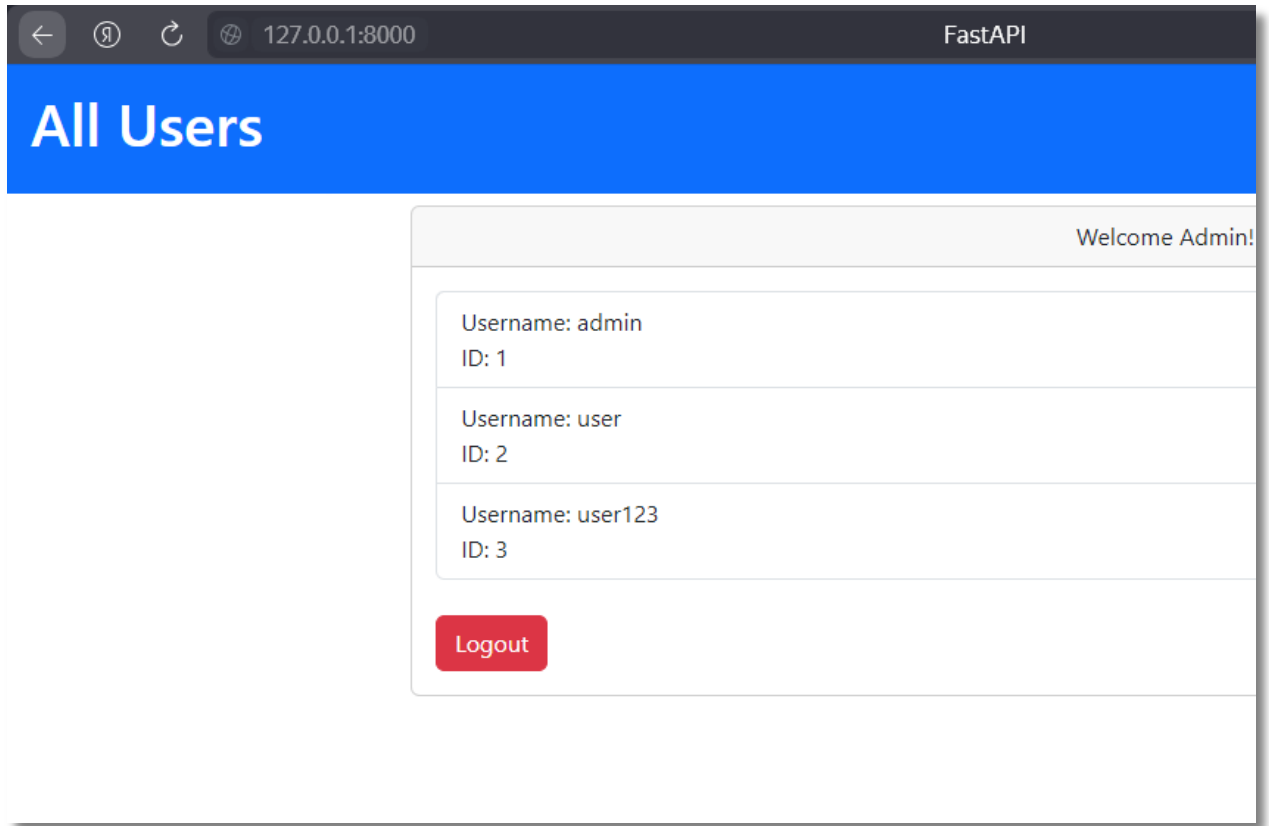 Я
127.0.0.1:8000
FastAPI
All Users
Welcome Admin!
Username: admin
ID: 1
Username: user
ID: 2
Username: user123
ID: 3
Logout